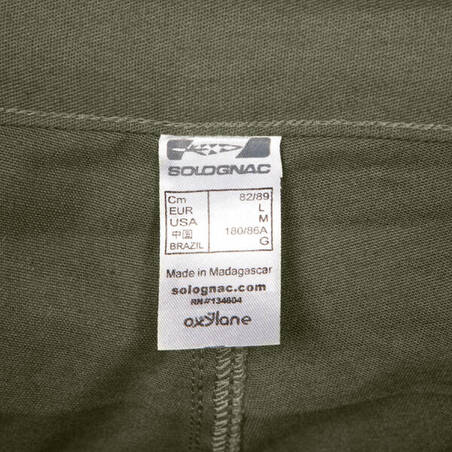 SOLOGNAC
Cm 82/89
EUR L
USA M
中国 180/86A
BRAZIL G
Made in Madagascar
solognac.com
RN#134604
oxylane